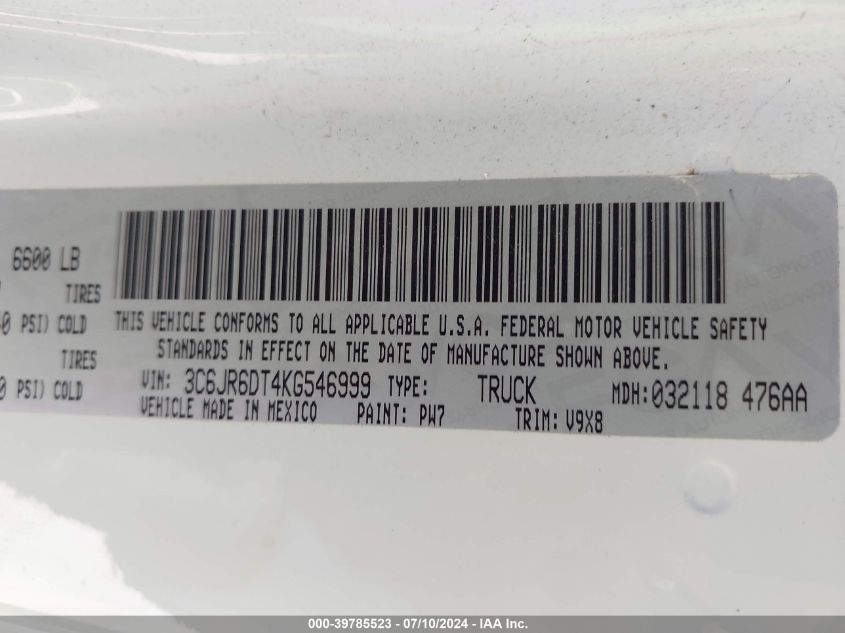 6600 LB
TIRES
0 PSI) COLD
TIRES
0 PSI) COLD
THIS VEHICLE CONFORMS TO ALL APPLICABLE U.S.A. FEDERAL MOTOR VEHICLE SAFETY
STANDARDS IN EFFECT ON THE DATE OF MANUFACTURE SHOWN ABOVE.
VIN: 3C6JR6DT4KG546999 TYPE: TRUCK MDH:032118 476AA
VEHICLE MADE IN MEXICO PAINT: PW7 TRIM: V9X8
000-39785523 - 07/10/2024 - IAA Inc.